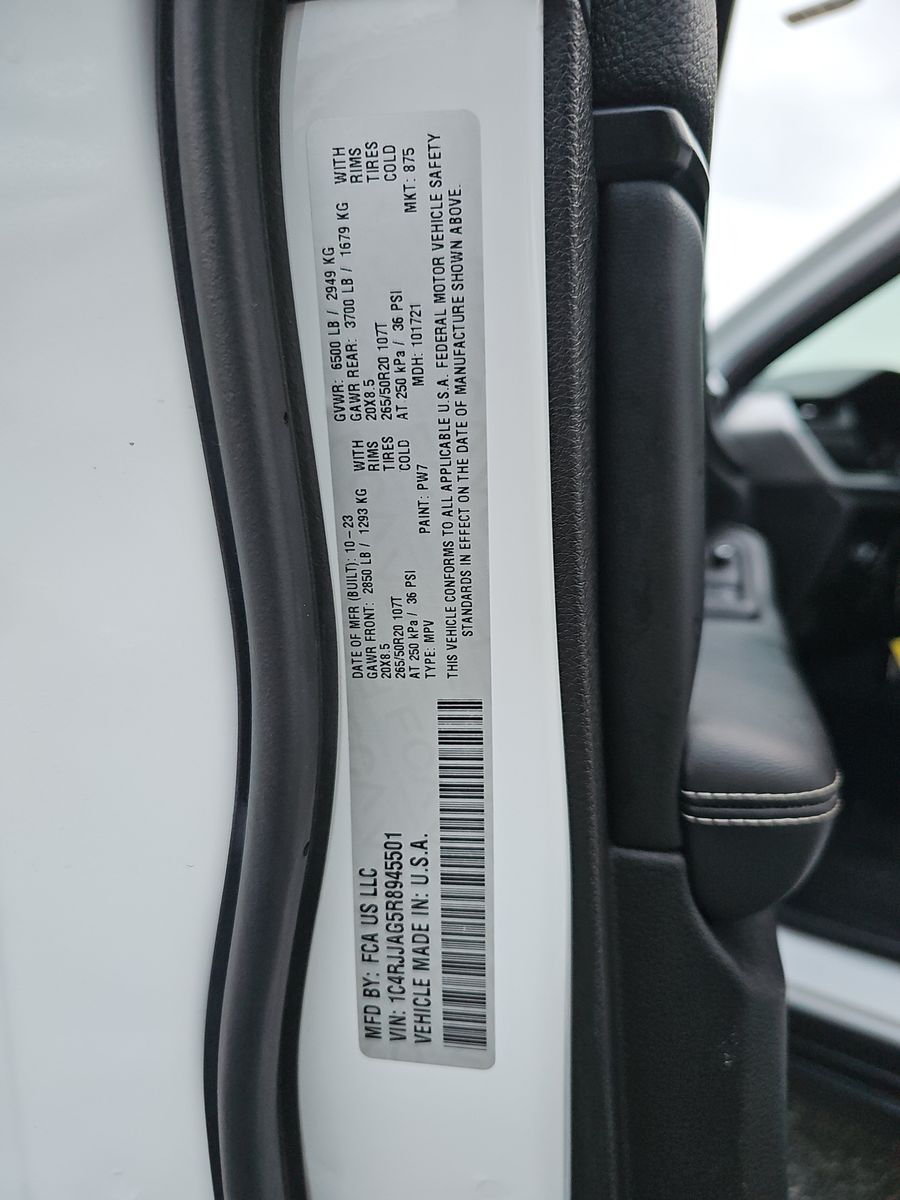 MFD BY: FCA US LLC
VIN: 1C4RJJAG5R8945501
VEHICLE MADE IN: U.S.A.
DATE OF MFR (BUILT): 10-23
GAWR FRONT: 2850 LB / 1293 KG WITH
20X8.5 RIMS
265/50R20 107T TIRES
AT 250 kPa / 36 PSI COLD
TYPE: MPV
PAINT: PW7
GVWR: 6500 LB / 2949 KG
GAWR REAR: 3700 LB / 1679 KG WITH
20X8.5 RIMS
265/50R20 107T TIRES
AT 250 kPa / 36 PSI COLD
MDH: 101721 MKT: 875
THIS VEHICLE CONFORMS TO ALL APPLICABLE U.S.A. FEDERAL MOTOR VEHICLE SAFETY
STANDARDS IN EFFECT ON THE DATE OF MANUFACTURE SHOWN ABOVE.